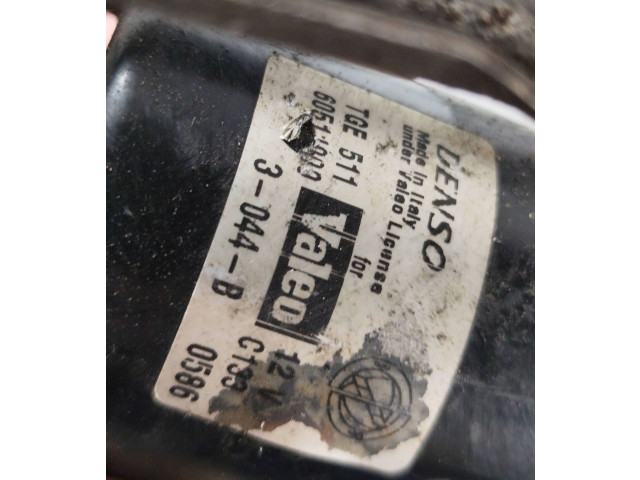 DENSO
Made in Italy
under Valeo License
for
TGE 511 Valeo 12 V
C133
3-044-B 0586